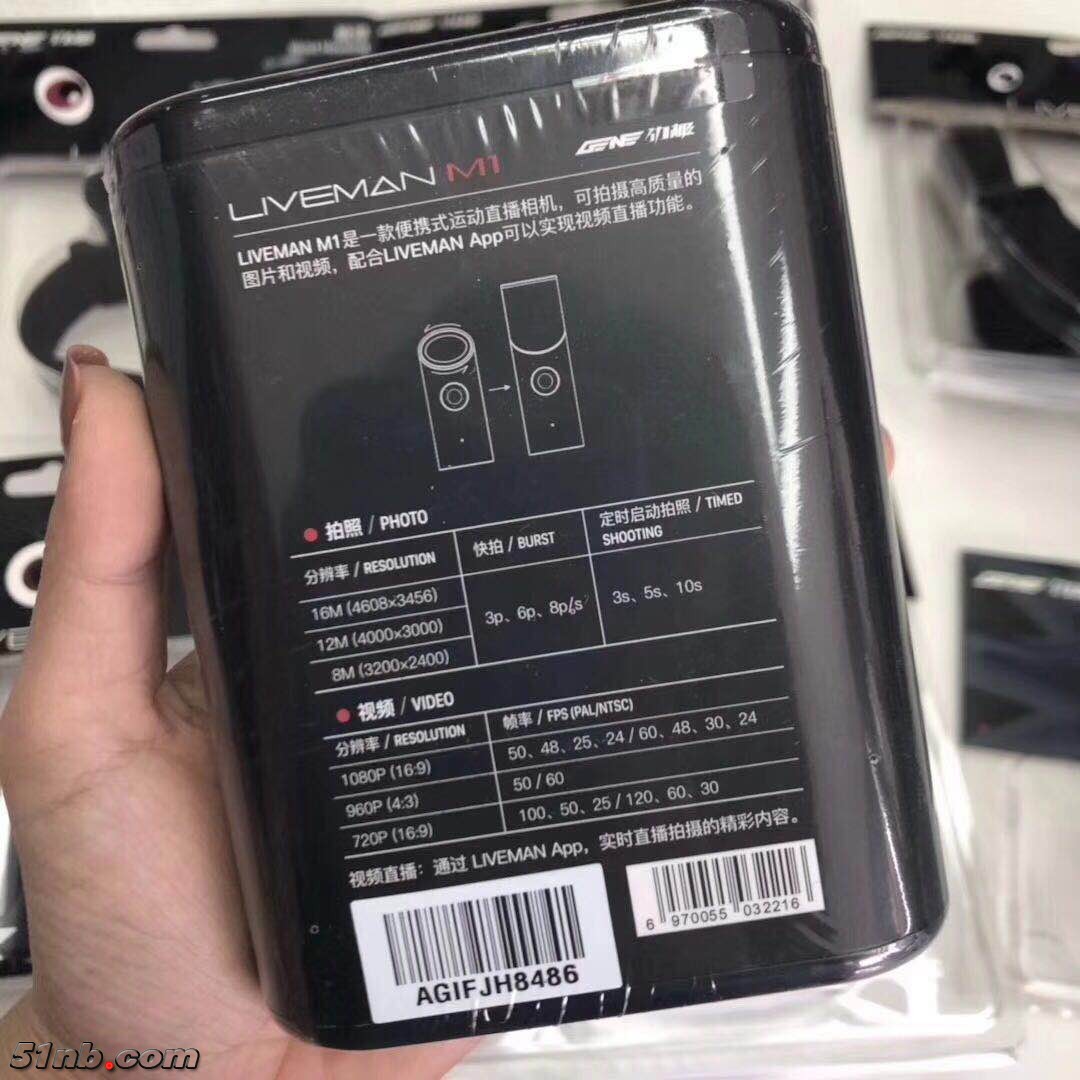 LIVEMAN M1
GENE 引极
LIVEMAN M1是一款便携式运动直播相机，可拍摄高质量的
图片和视频，配合LIVEMAN App可以实现视频直播功能。
拍照 / PHOTO
分辨率 / RESOLUTION
快拍 / BURST
定时启动拍照 / TIMED
SHOOTING
16M (4608×3456)
12M (4000×3000)
8M (3200×2400)
3p、6p、8p/s
3s、5s、10s
视频 / VIDEO
分辨率 / RESOLUTION
帧率 / FPS (PAL/NTSC)
1080P (16:9)
50、48、25、24 / 60、48、30、24
960P (4:3)
50 / 60
720P (16:9)
100、50、25 / 120、60、30
视频直播：通过 LIVEMAN App，实时直播拍摄的精彩内容。
AGIFJH8486
6 970055 032216
51nb.com